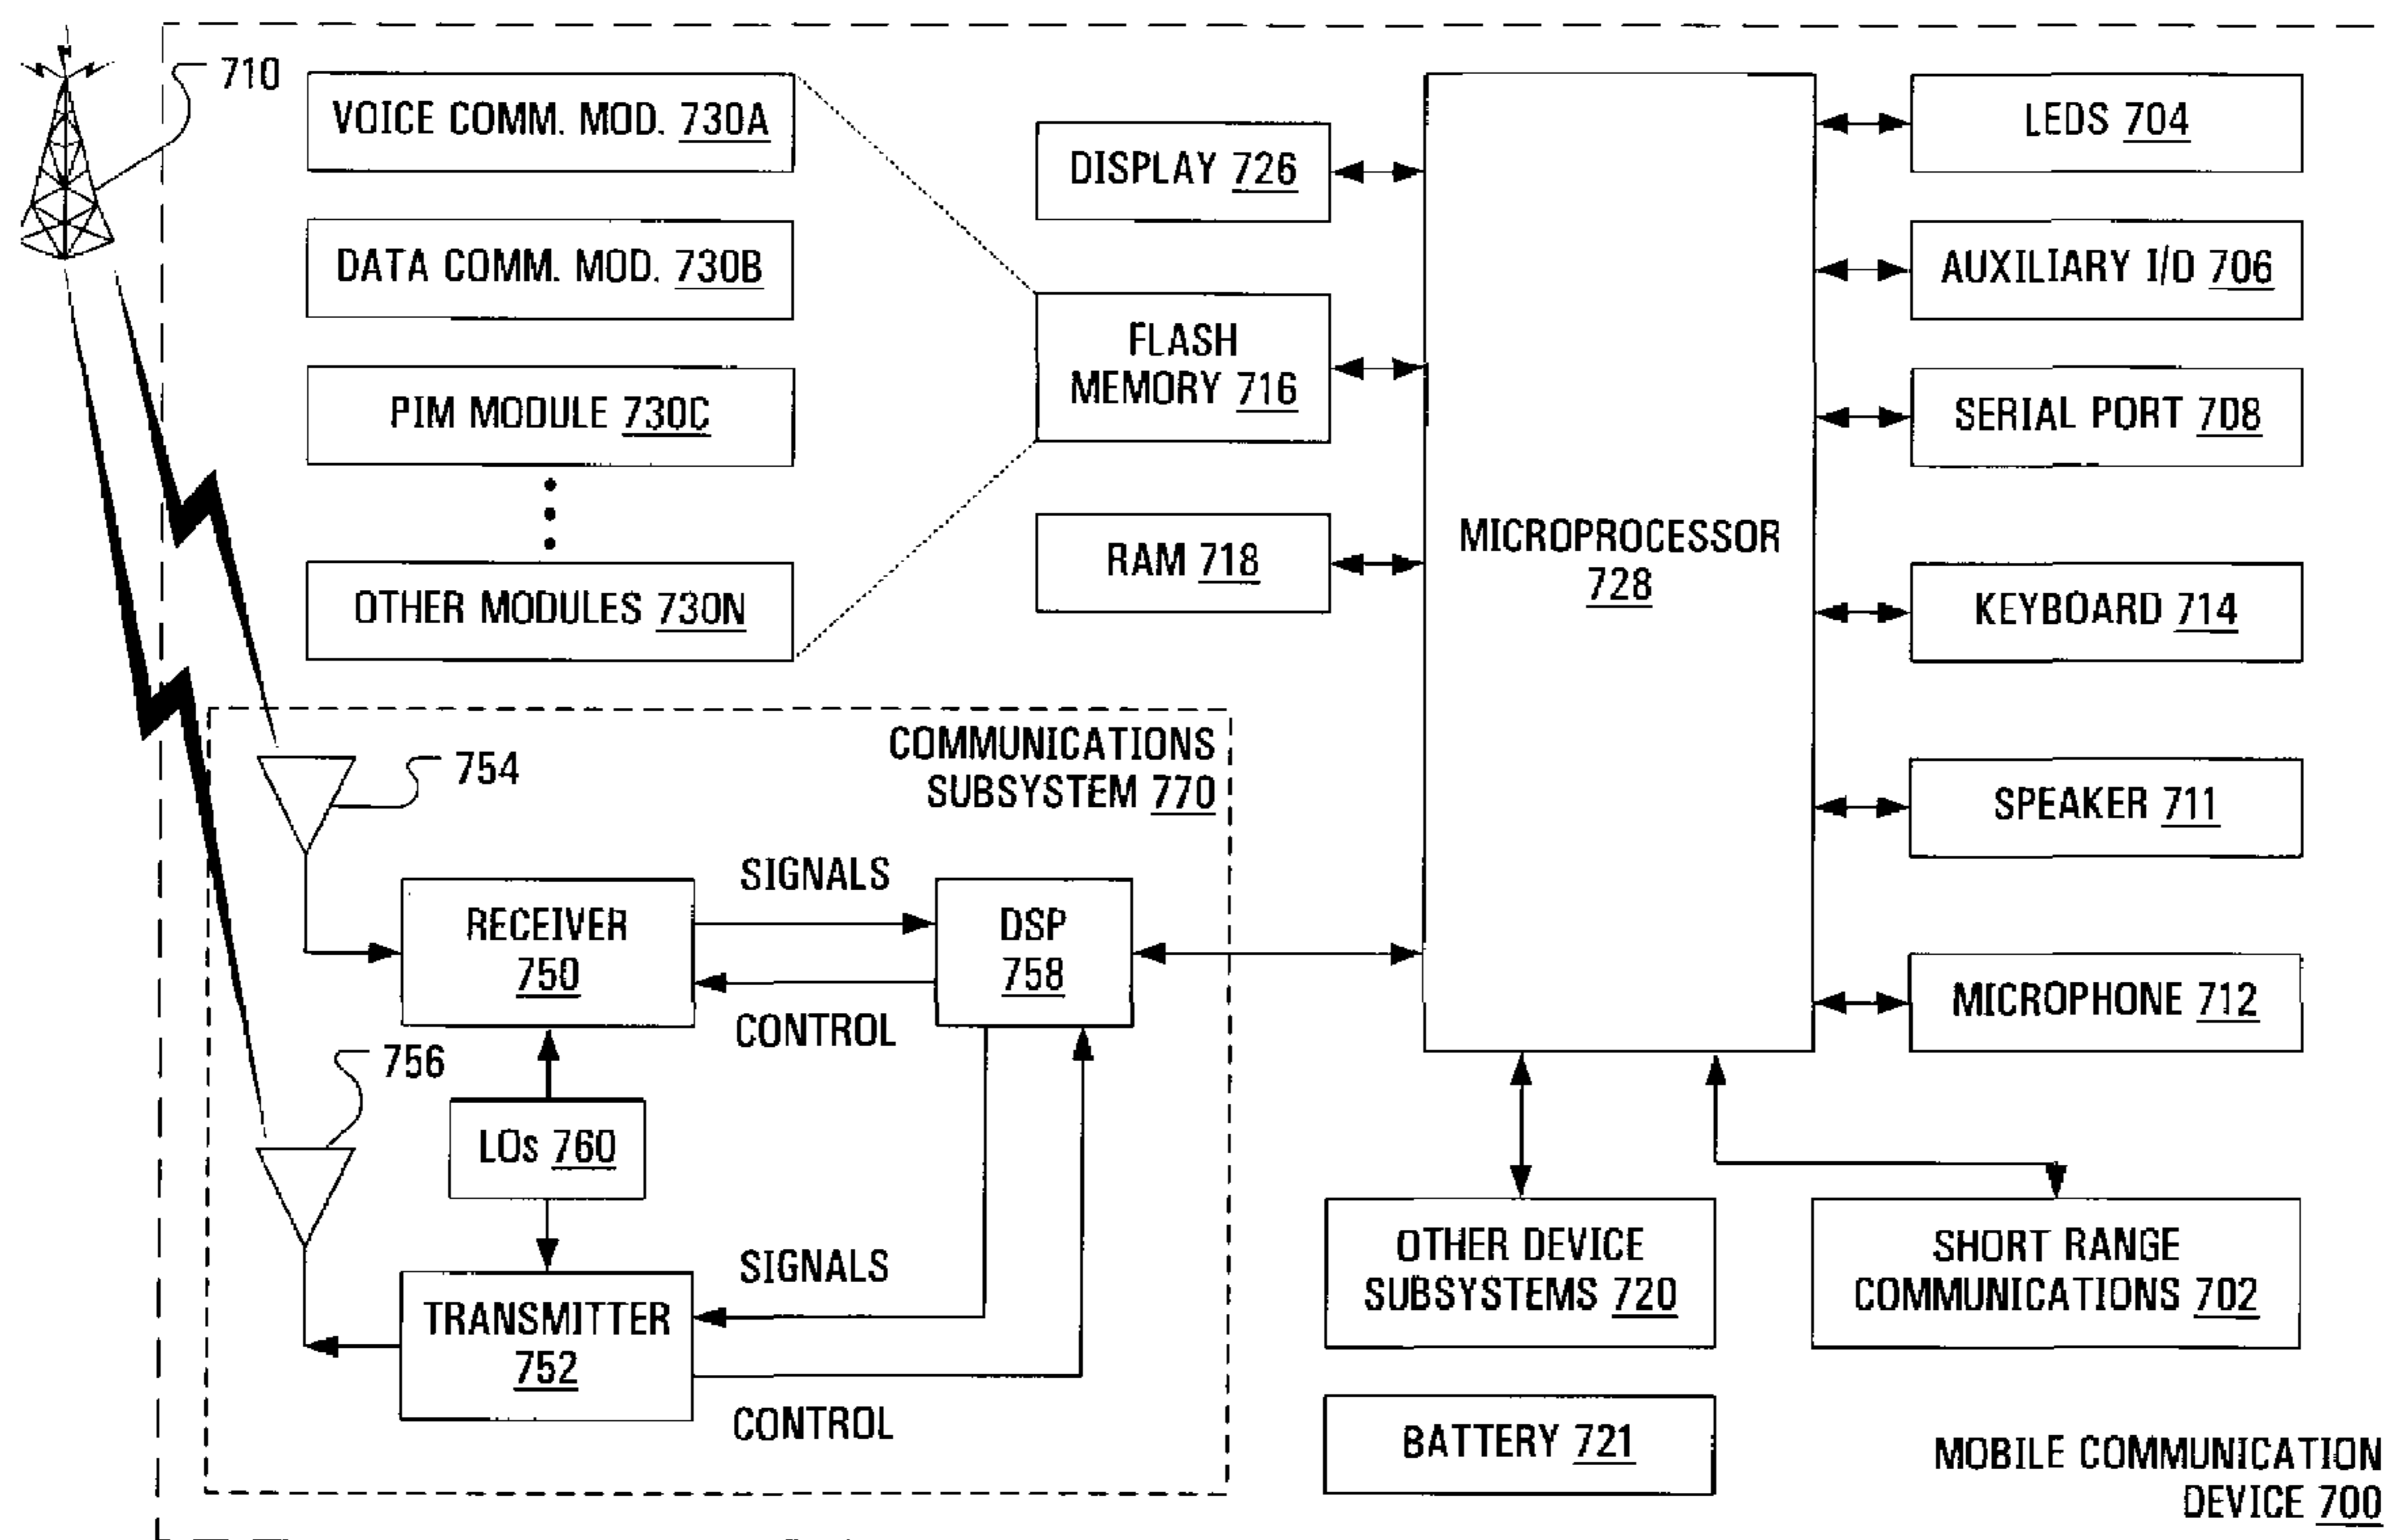 710
VOICE COMM. MOD. 730A
DATA COMM. MOD. 730B
PIM MODULE 730C
OTHER MODULES 730N
DISPLAY 726
FLASH
MEMORY 716
RAM 718
MICROPROCESSOR
728
LEDS 704
AUXILIARY I/O 706
SERIAL PORT 708
KEYBOARD 714
SPEAKER 711
MICROPHONE 712
COMMUNICATIONS
SUBSYSTEM 770
754
RECEIVER
750
SIGNALS
CONTROL
DSP
758
756
LOs 760
TRANSMITTER
752
SIGNALS
CONTROL
OTHER DEVICE
SUBSYSTEMS 720
SHORT RANGE
COMMUNICATIONS 702
BATTERY 721
MOBILE COMMUNICATION
DEVICE 700